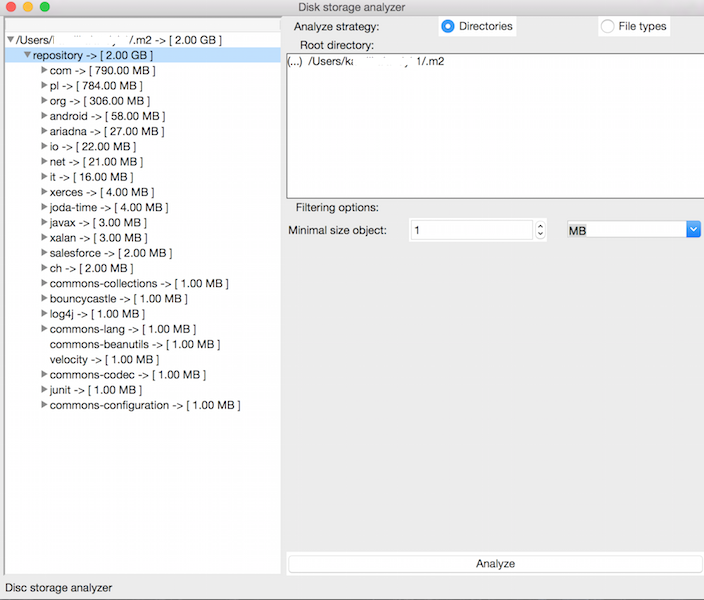 Disk storage analyzer
/Users/ /.m2 -> [ 2.00 GB ]
repository -> [ 2.00 GB ]
com -> [ 790.00 MB ]
pl -> [ 784.00 MB ]
org -> [ 306.00 MB ]
android -> [ 58.00 MB ]
ariadna -> [ 27.00 MB ]
io -> [ 22.00 MB ]
net -> [ 21.00 MB ]
it -> [ 16.00 MB ]
xerces -> [ 4.00 MB ]
joda-time -> [ 4.00 MB ]
javax -> [ 3.00 MB ]
xalan -> [ 3.00 MB ]
salesforce -> [ 2.00 MB ]
ch -> [ 2.00 MB ]
commons-collections -> [ 1.00 MB ]
bouncycastle -> [ 1.00 MB ]
log4j -> [ 1.00 MB ]
commons-lang -> [ 1.00 MB ]
commons-beanutils -> [ 1.00 MB ]
velocity -> [ 1.00 MB ]
commons-codec -> [ 1.00 MB ]
junit -> [ 1.00 MB ]
commons-configuration -> [ 1.00 MB ]
Analyze strategy: Directories File types
Root directory:
(...) /Users/ 1/.m2
Filtering options:
Minimal size object: 1 MB
Analyze
Disc storage analyzer